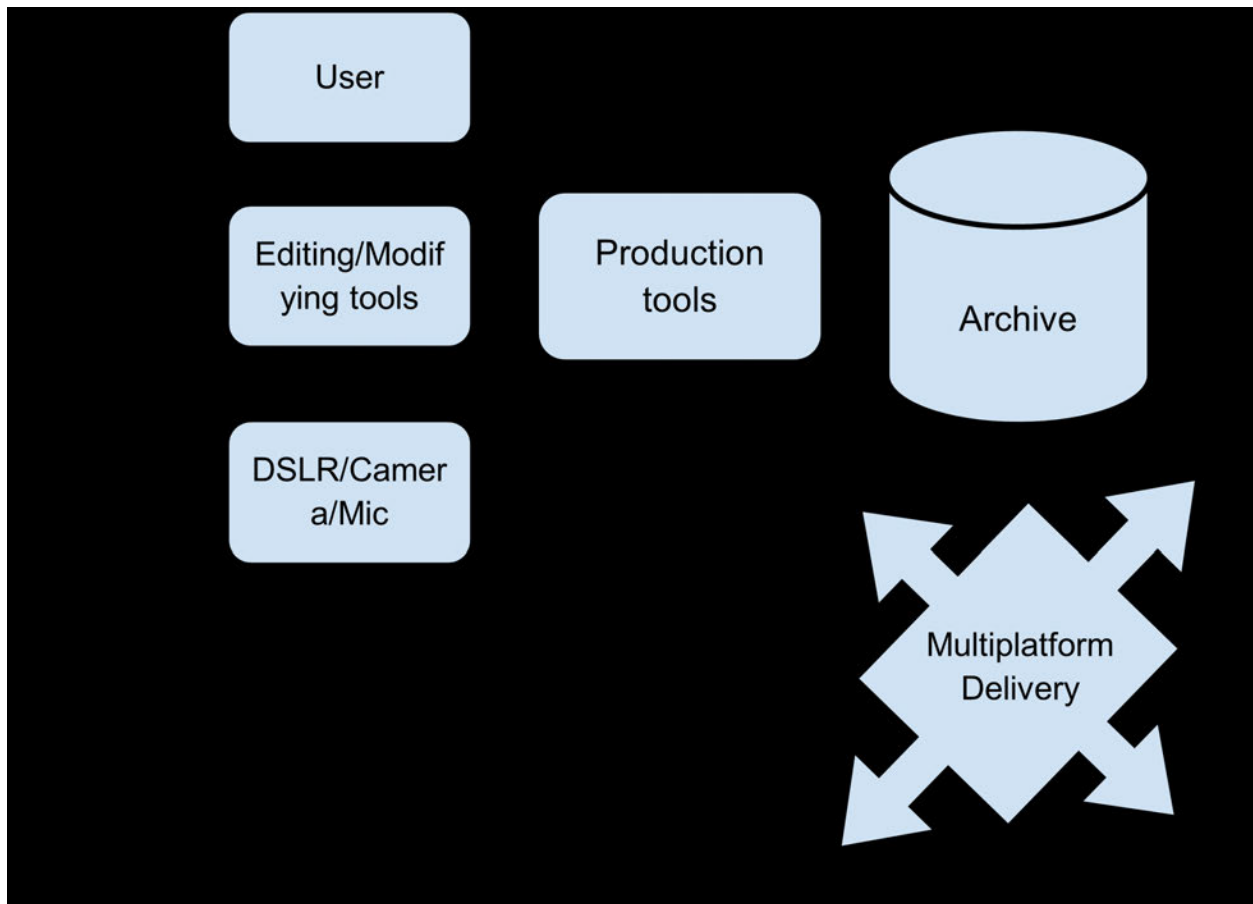 User
Editing/Modif
ying tools
Production
tools
Archive
DSLR/Camer
a/Mic
Multiplatform
Delivery